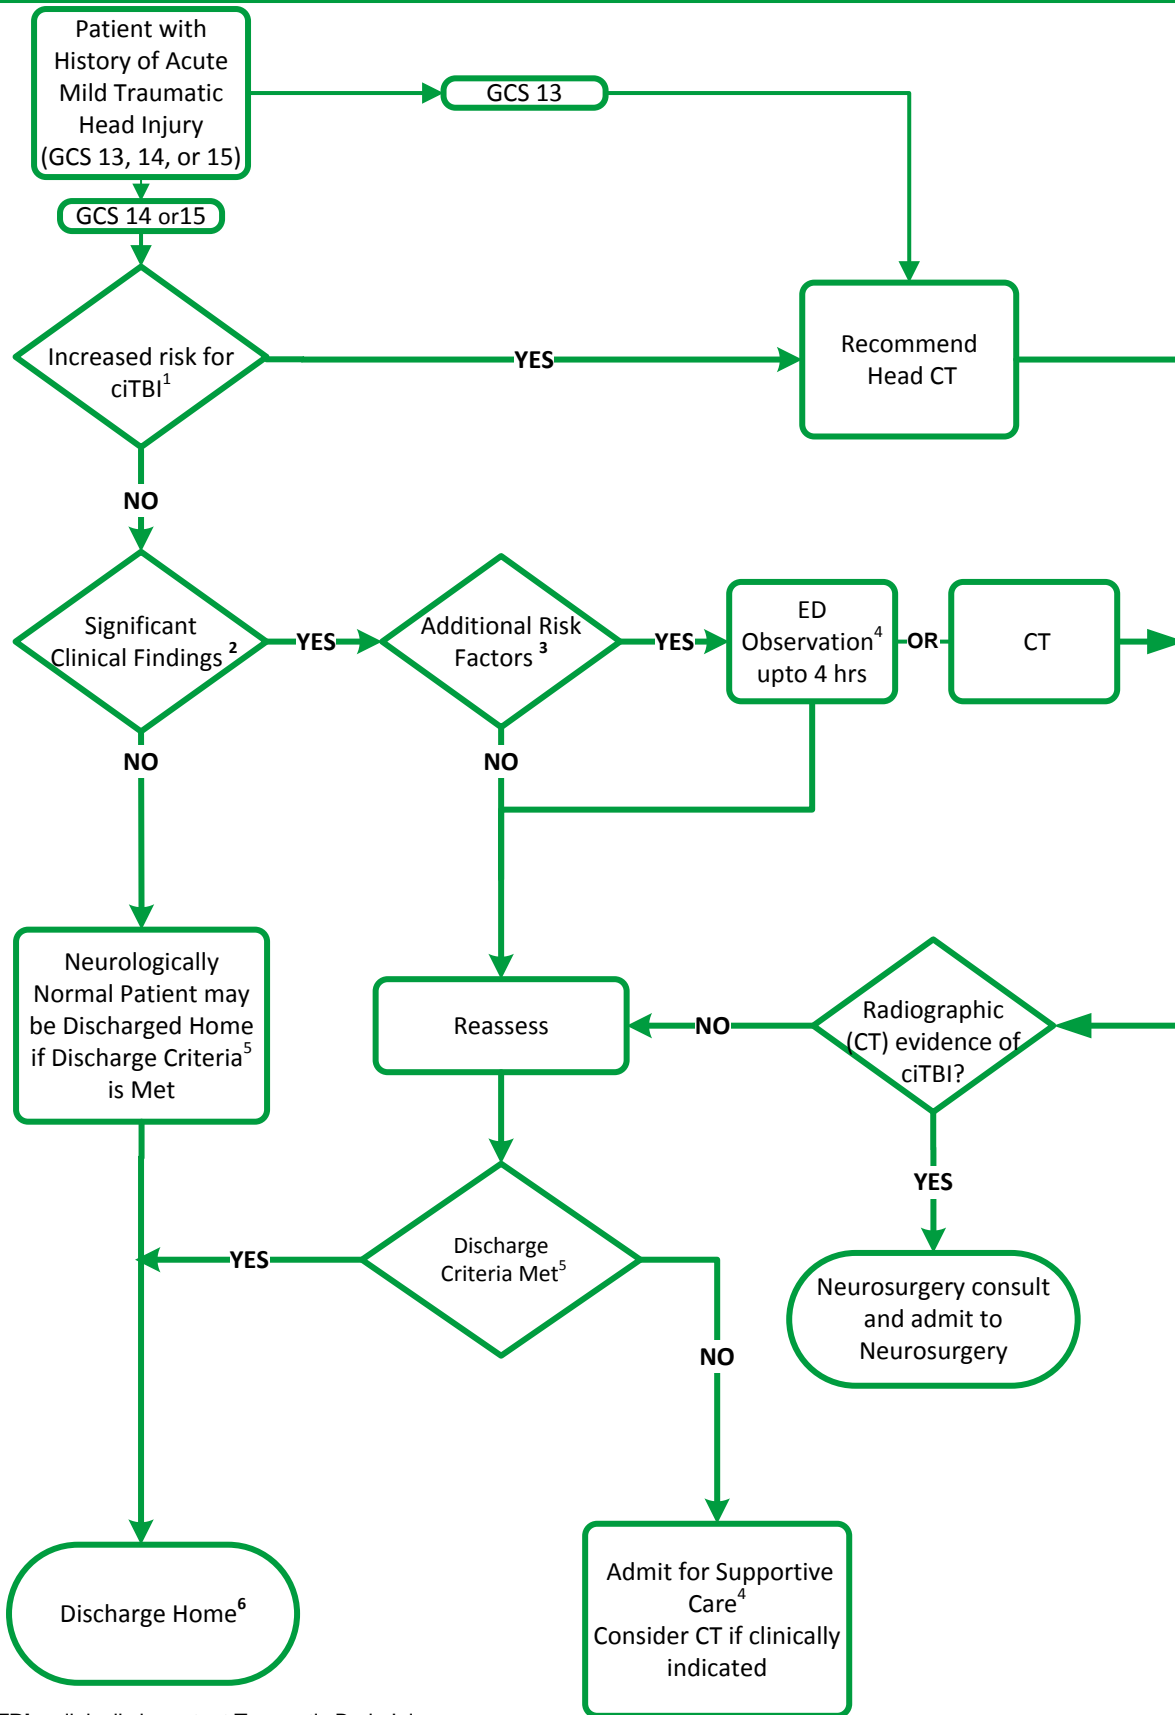 Patient with
History of Acute
Mild Traumatic
Head Injury
(GCS 13, 14, or 15)
GCS 13
GCS 14 or15
Increased risk for
ciTBI1
YES
Recommend
Head CT
NO
Significant
Clinical Findings 2
YES
Additional Risk
Factors 3
YES
ED
Observation4
upto 4 hrs
OR
CT
NO
NO
Neurologically
Normal Patient may
be Discharged Home
if Discharge Criteria5
is Met
Reassess
NO
Radiographic
(CT) evidence of
ciTBI?
YES
Discharge
Criteria Met5
YES
NO
Neurosurgery consult
and admit to
Neurosurgery
Discharge Home6
Admit for Supportive
Care4
Consider CT if clinically
indicated